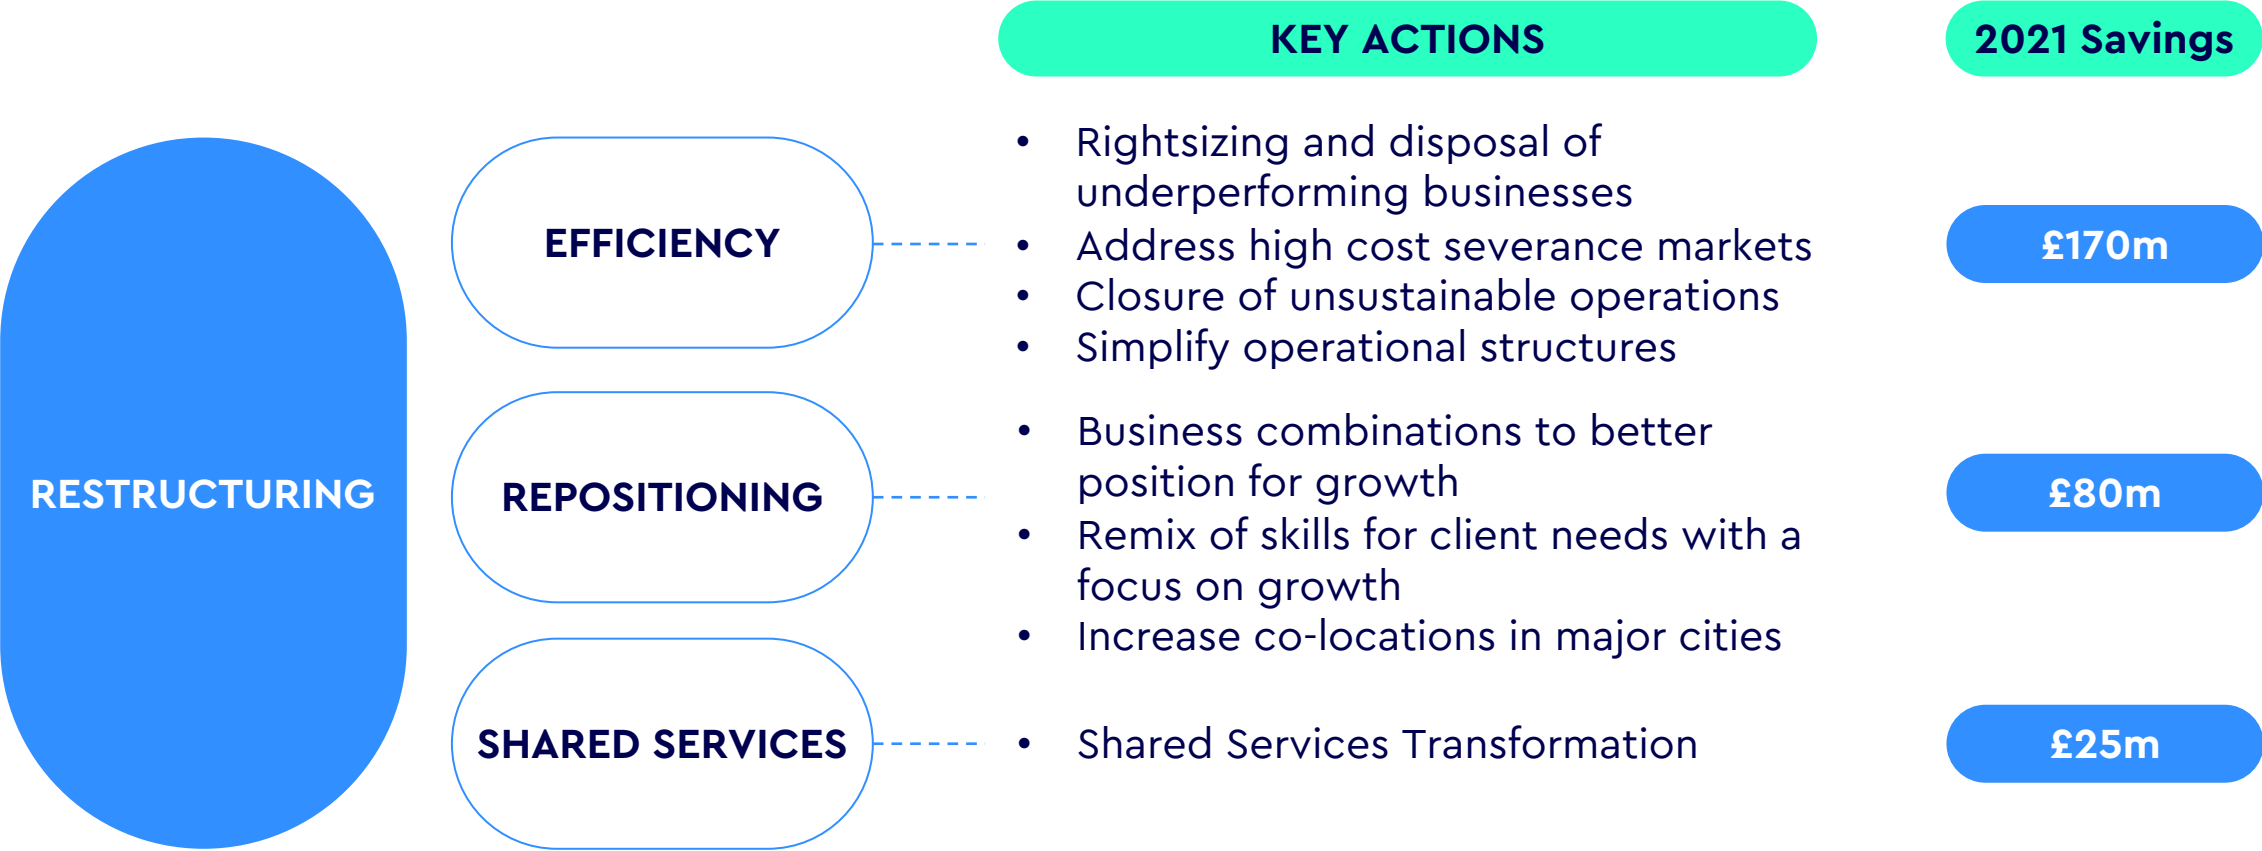 KEY ACTIONS
2021 Savings
RESTRUCTURING
EFFICIENCY
• Rightsizing and disposal of
underperforming businesses
• Address high cost severance markets
• Closure of unsustainable operations
• Simplify operational structures
£170m
REPOSITIONING
• Business combinations to better
position for growth
• Remix of skills for client needs with a
focus on growth
• Increase co-locations in major cities
£80m
SHARED SERVICES
• Shared Services Transformation
£25m